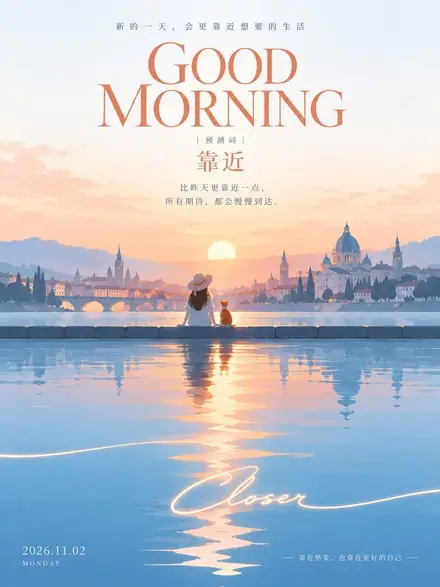 新的一天，会更靠近想要的生活
GOOD
MORNING
| 预测词 |
靠近
比昨天更靠近一点，
所有期待，都会慢慢到达。
Closer
2026.11.02
MONDAY
— 靠近热爱，也靠近更好的自己 —